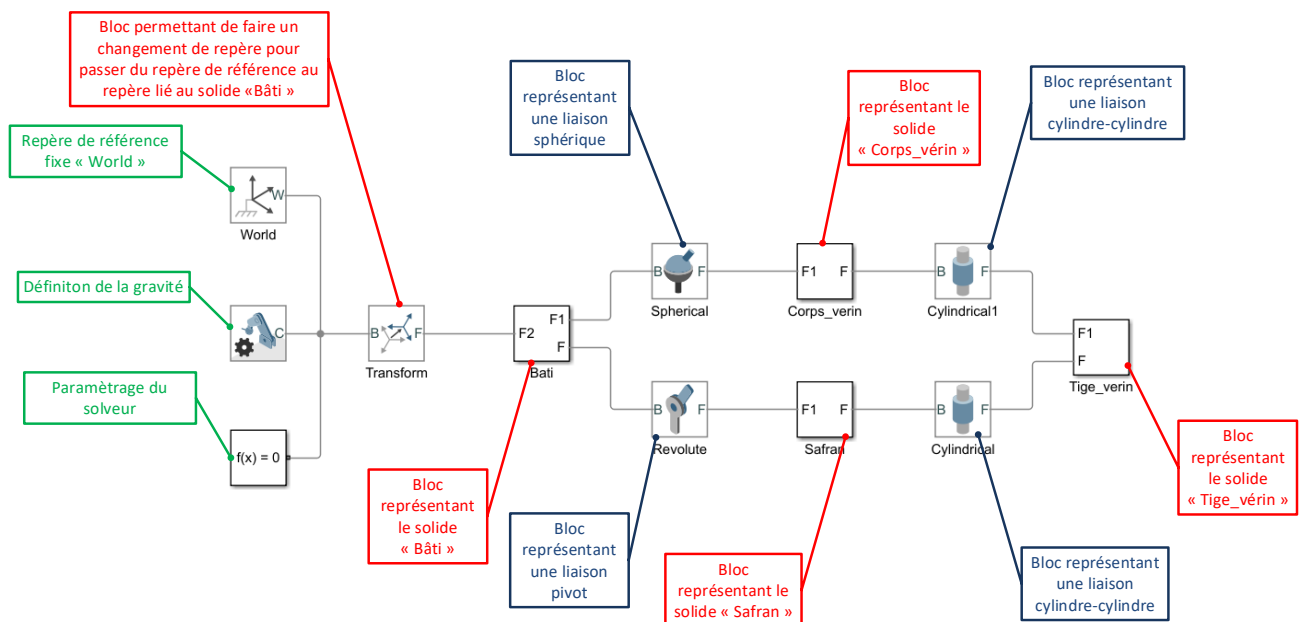 Bloc permettant de faire un
changement de repère pour
passer du repère de référence au
repère lié au solide «Bâti »
Repère de référence
fixe « World »
Définiton de la gravité
Paramètrage du
solveur
Bloc
représentant
une liaison
sphérique
Bloc
représentant le
solide
« Corps_vérin »
Bloc représentant
une liaison
cylindre-cylindre
W
World
C
f(x) = 0
B F
Transform
F2
F1
F
Bati
B F
Spherical
F1 F
Corps_verin
B F
Cylindrical1
F1
F
Tige_verin
B F
Revolute
F1 F
Safran
B F
Cylindrical
Bloc
représentant
le solide
« Bâti »
Bloc
représentant
une liaison
pivot
Bloc
représentant le
solide « Safran »
Bloc représentant
une liaison
cylindre-cylindre
Bloc
représentant
le solide
« Tige_vérin »